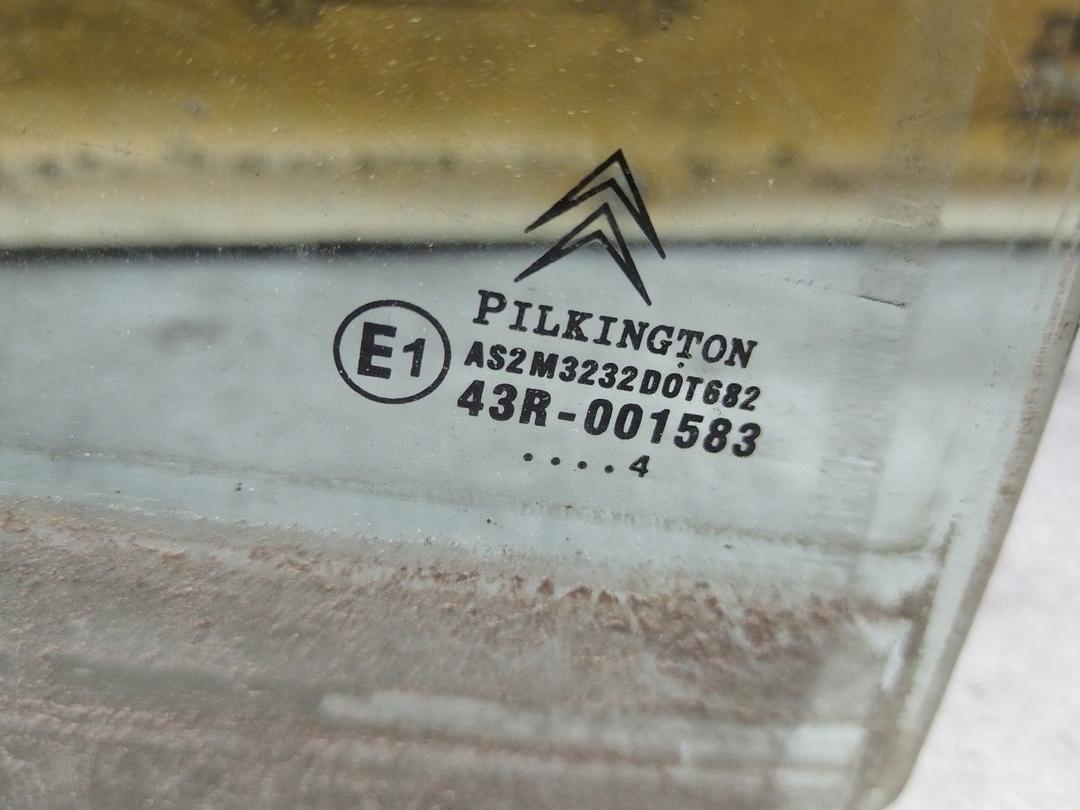 PILKINGTON
E1
AS2M3232DOT682
43R-001583
....4